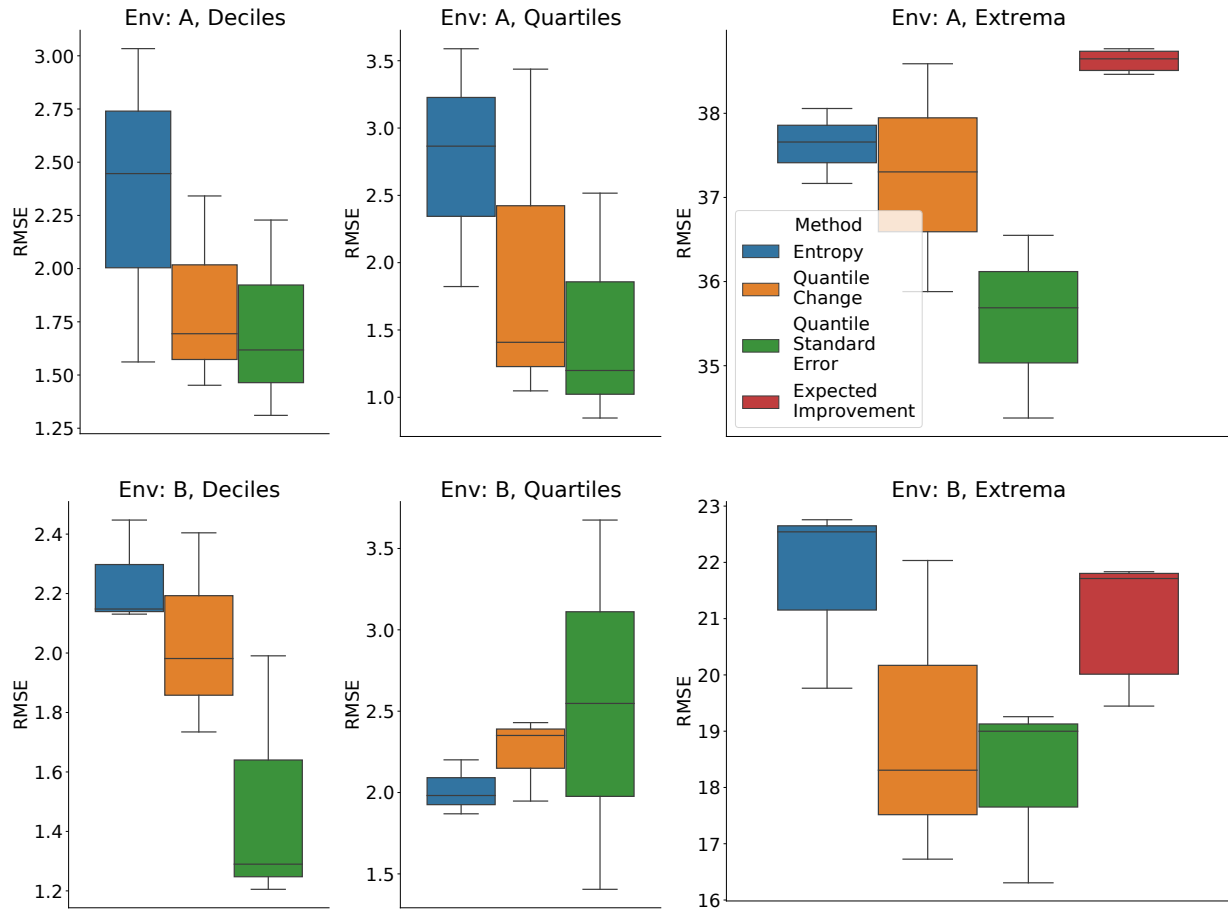 Env: A, Deciles
Env: A, Quartiles
Env: A, Extrema
RMSE
3.00
2.75
2.50
2.25
2.00
1.75
1.50
1.25
RMSE
3.5
3.0
2.5
2.0
1.5
1.0
RMSE
38
37
36
35
Method
Entropy
Quantile
Change
Quantile
Standard
Error
Expected
Improvement
Env: B, Deciles
Env: B, Quartiles
Env: B, Extrema
RMSE
2.4
2.2
2.0
1.8
1.6
1.4
1.2
RMSE
3.5
3.0
2.5
2.0
1.5
RMSE
23
22
21
20
19
18
17
16